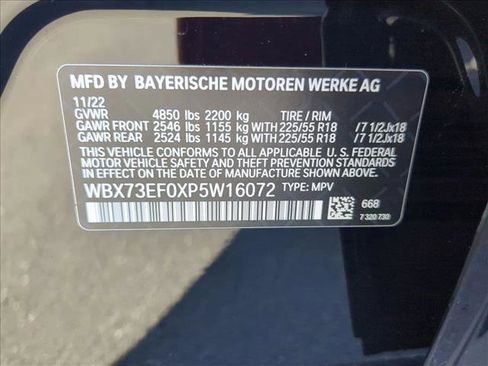 MFD BY BAYERISCHE MOTOREN WERKE AG
11/22
GVWR 4850 lbs 2200 kg TIRE / RIM
GAWR FRONT 2546 lbs 1155 kg WITH 225/55 R18 /7 1/2Jx18
GAWR REAR 2524 lbs 1145 kg WITH 225/55 R18 /7 1/2Jx18
THIS VEHICLE CONFORMS TO ALL APPLICABLE U. S. FEDERAL
MOTOR VEHICLE SAFETY AND THEFT PREVENTION STANDARDS
IN EFFECT ON THE DATE OF MANUFACTURE SHOWN ABOVE.
WBX73EF0XP5W16072 TYPE: MPV
668
7 320 730